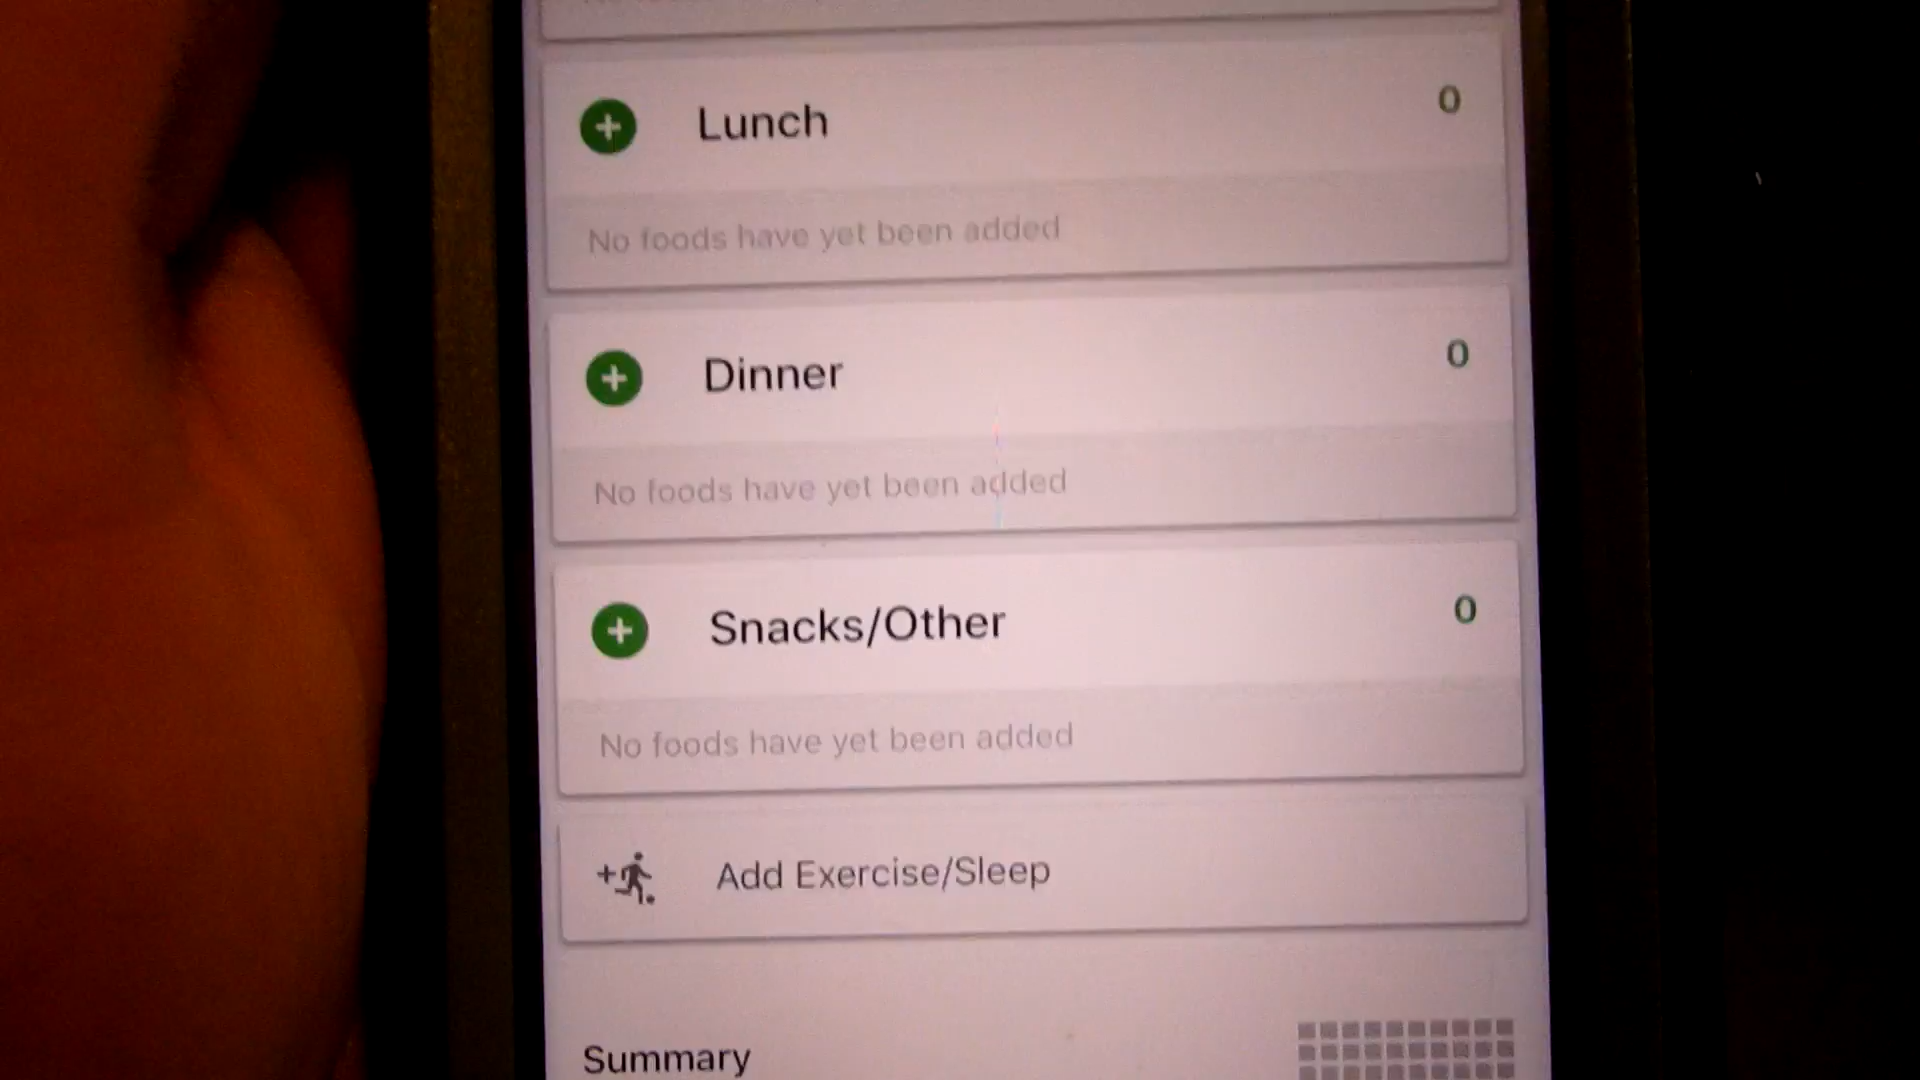 Lunch 0
No foods have yet been added
Dinner 0
No foods have yet been added
Snacks/Other 0
No foods have yet been added
Add Exercise/Sleep
Summary